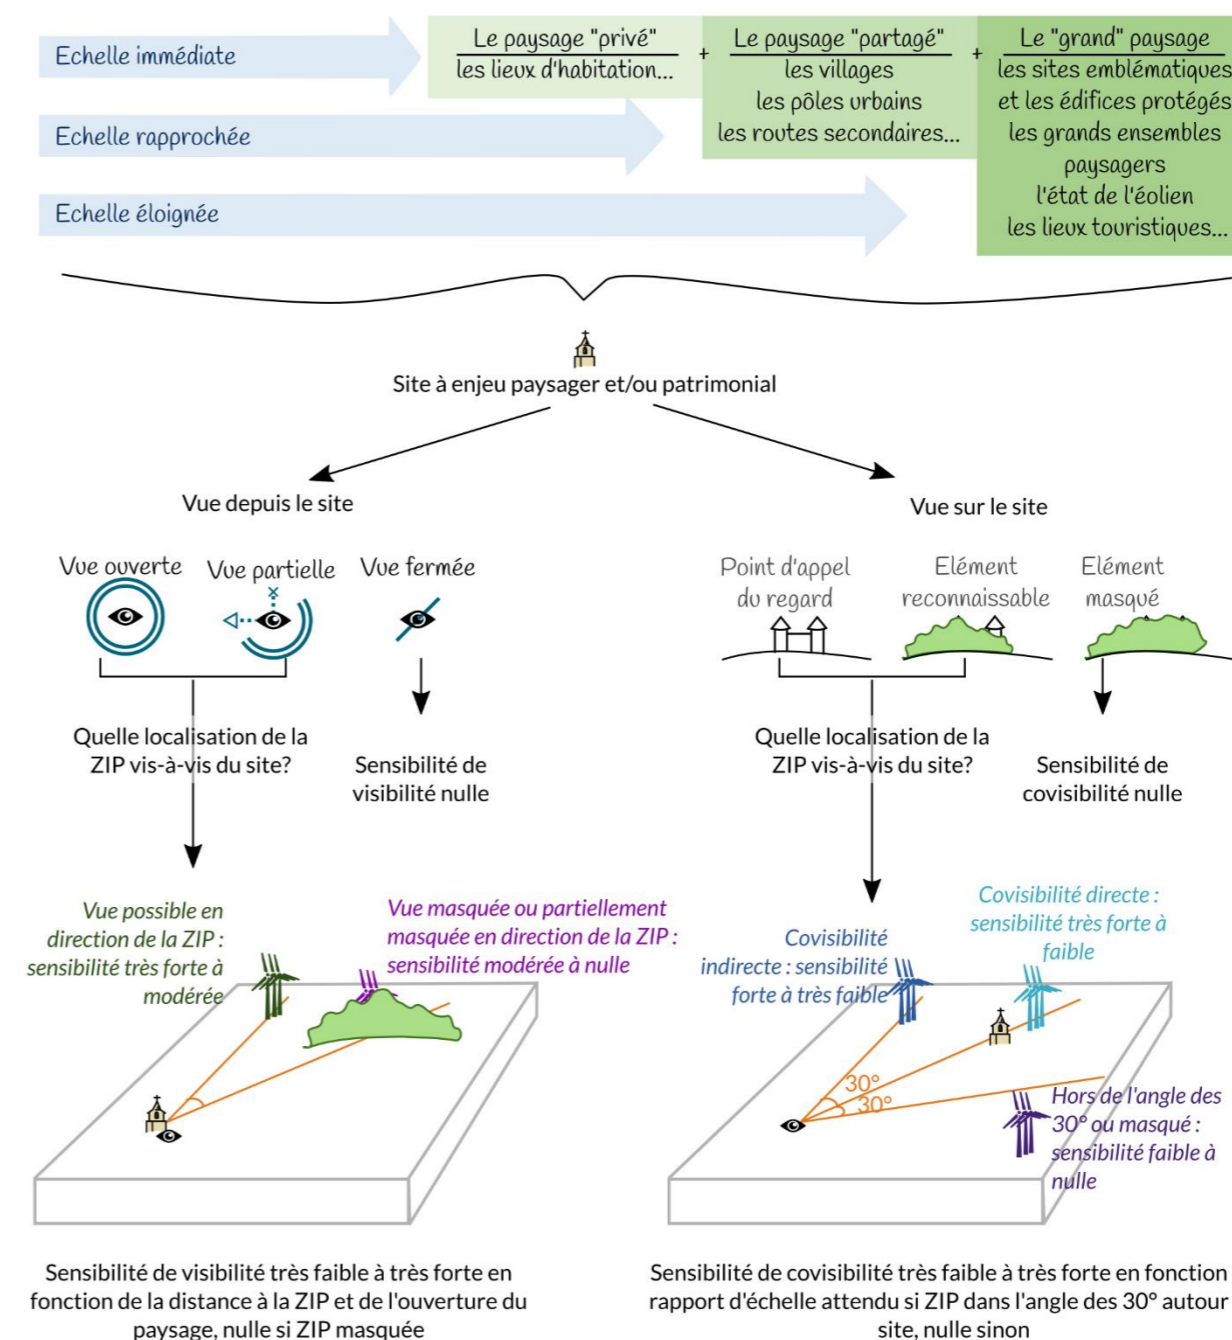 Echelle immédiate
Le paysage "privé"
les lieux d'habitation...
+
Le paysage "partagé"
les villages
les pôles urbains
les routes secondaires...
+
Le "grand" paysage
les sites emblématiques
et les édifices protégés
les grands ensembles
paysagers
l'état de l'éolien
les lieux touristiques...
Echelle rapprochée
Echelle éloignée
Site à enjeu paysager et/ou patrimonial
Vue depuis le site
Vue ouverte
Vue partielle
Vue fermée
Quelle localisation de la
ZIP vis-à-vis du site?
Sensibilité de
visibilité nulle
Vue possible en
direction de la ZIP :
sensibilité très forte à
modérée
Vue masquée ou partiellement
masquée en direction de la ZIP :
sensibilité modérée à nulle
Sensibilité de visibilité très faible à très forte en
fonction de la distance à la ZIP et de l'ouverture du
paysage, nulle si ZIP masquée
Vue sur le site
Point d'appel
du regard
Elément
reconnaissable
Elément
masqué
Quelle localisation de la
ZIP vis-à-vis du site?
Sensibilité de
covisibilité nulle
Covisibilité
indirecte : sensibilité
forte à très faible
Covisibilité directe :
sensibilité très forte à
faible
30°
30°
Hors de l'angle des
30° ou masqué :
sensibilité faible à
nulle
Sensibilité de covisibilité très faible à très forte en fonction
rapport d'échelle attendu si ZIP dans l'angle des 30° autour
site, nulle sinon